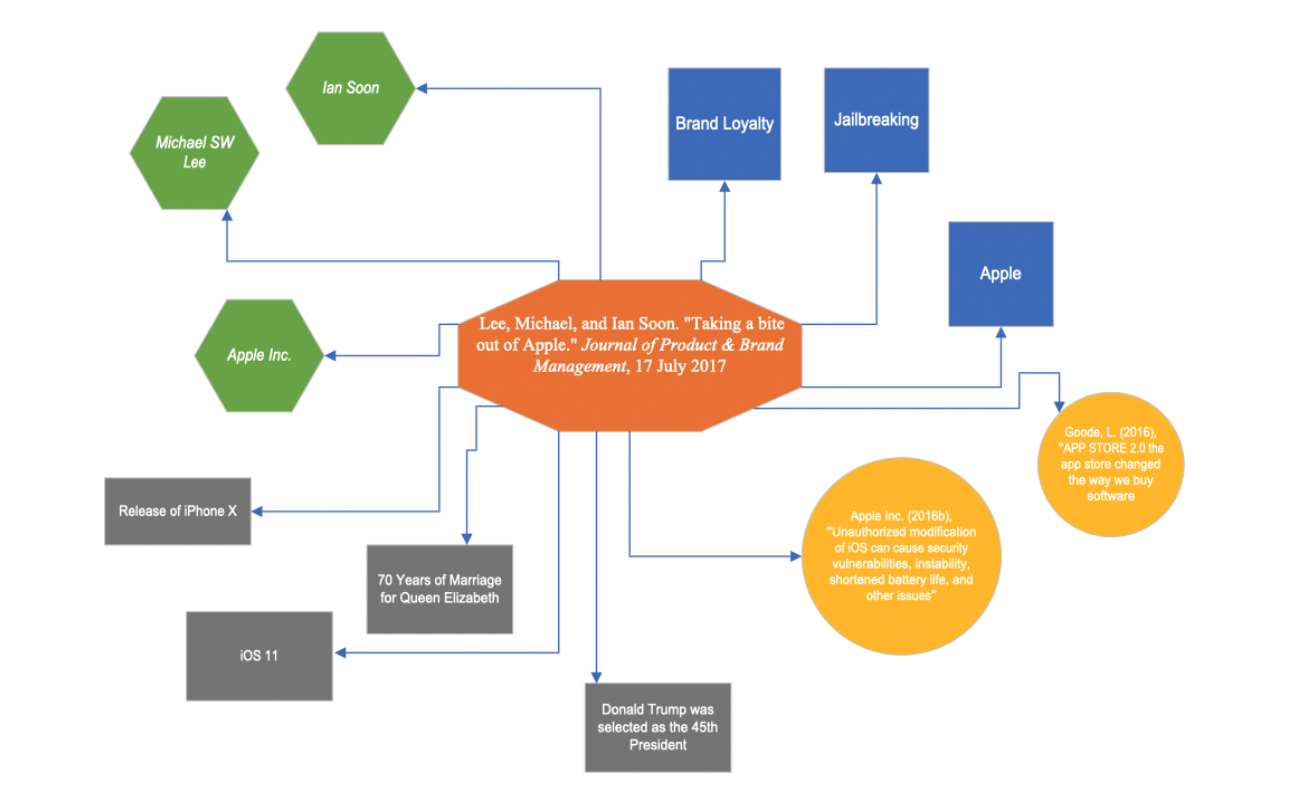 Ian Soon
Michael SW
Lee
Brand Loyalty
Jailbreaking
Apple
Apple Inc.
Lee, Michael, and Ian Soon. "Taking a bite
out of Apple." Journal of Product & Brand
Management, 17 July 2017
Goode, L. (2016),
"APP STORE 2.0 the
app store changed
the way we buy
software
Release of iPhone X
Apple Inc. (2016b),
"Unauthorized modification
of iOS can cause security
vulnerabilities, instability,
shortened battery life, and
other issues"
70 Years of Marriage
for Queen Elizabeth
iOS 11
Donald Trump was
selected as the 45th
President